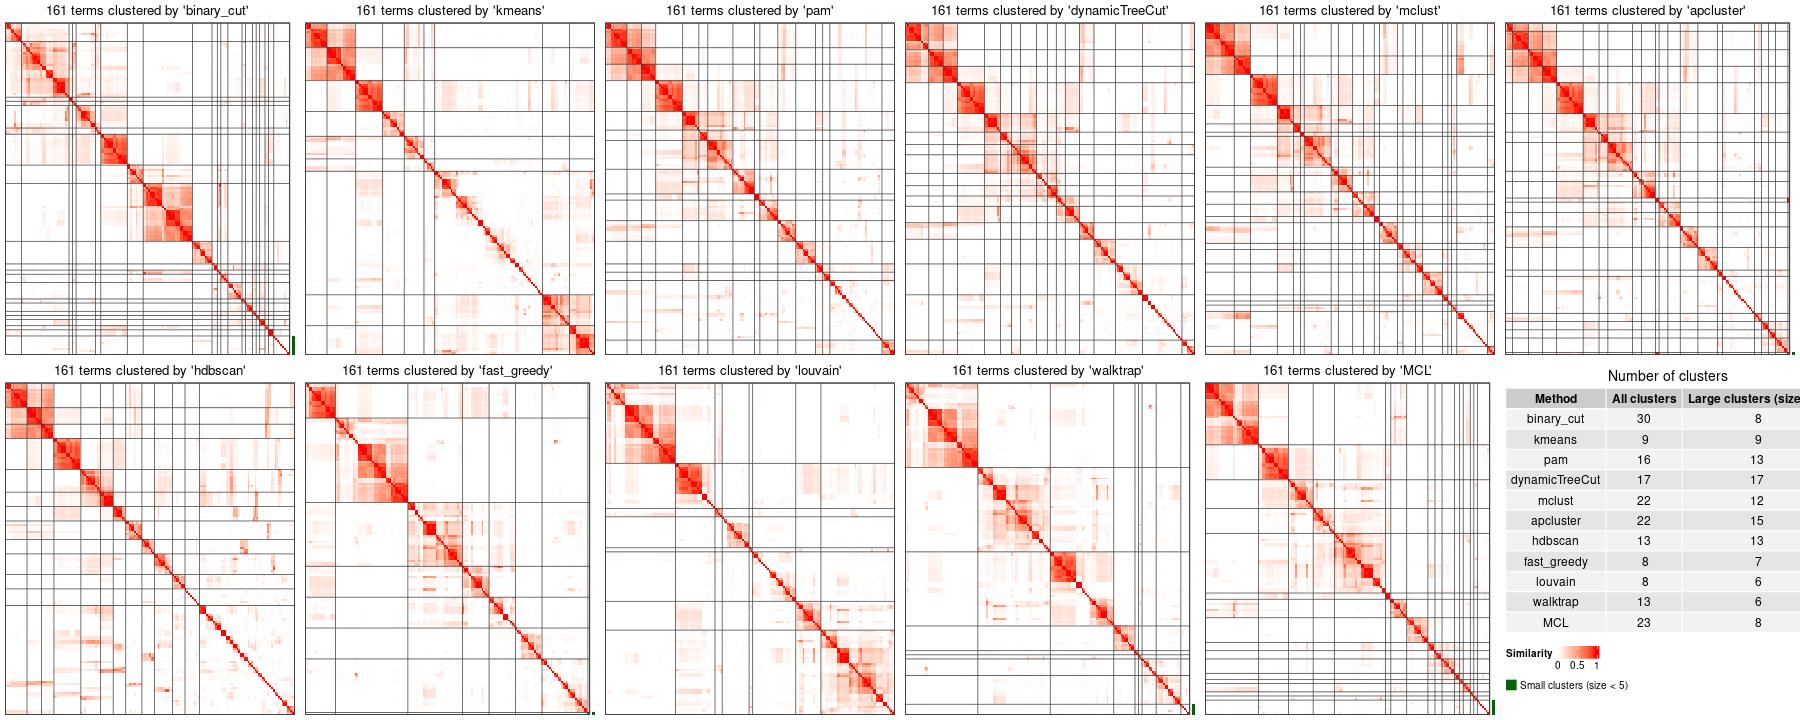 161 terms clustered by 'binary_cut'
161 terms clustered by 'kmeans'
161 terms clustered by 'pam'
161 terms clustered by 'dynamicTreeCut'
161 terms clustered by 'mclust'
161 terms clustered by 'apcluster'
161 terms clustered by 'hdbscan'
161 terms clustered by 'fast_greedy'
161 terms clustered by 'louvain'
161 terms clustered by 'walktrap'
161 terms clustered by 'MCL'
Number of clusters
Method All clusters Large clusters (size
binary_cut 30 8
kmeans 9 9
pam 16 13
dynamicTreeCut 17 17
mclust 22 12
apcluster 22 15
hdbscan 13 13
fast_greedy 8 7
louvain 8 6
walktrap 13 6
MCL 23 8
Similarity
0 0.5 1
Small clusters (size < 5)